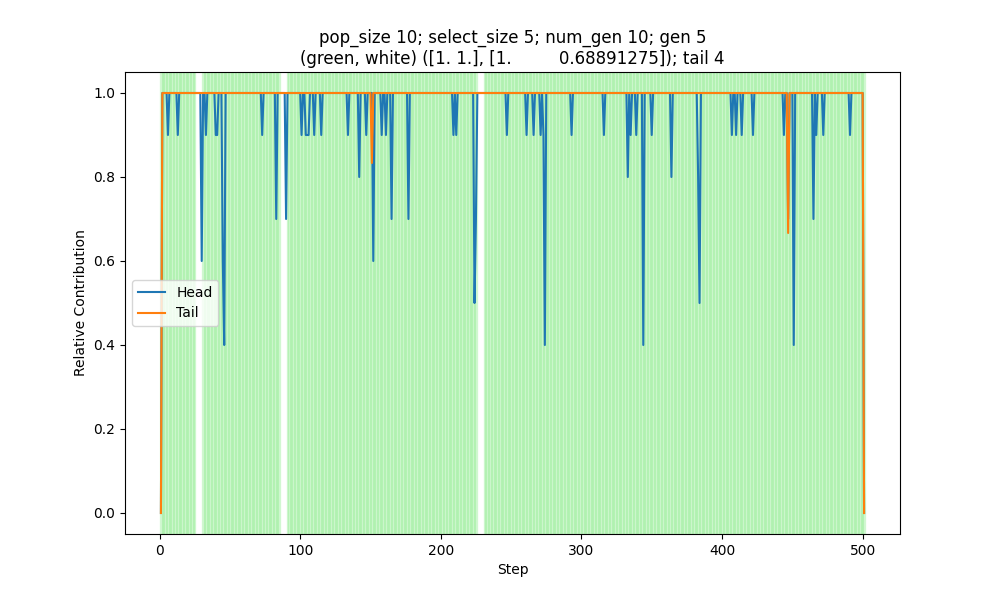 pop_size 10; select_size 5; num_gen 10; gen 5
(green, white) ([1. 1.], [1.          0.68891275]); tail 4
1.0
0.8
0.6
0.4
0.2
0.0
Relative Contribution
Head
Tail
0 100 200 300 400 500
Step